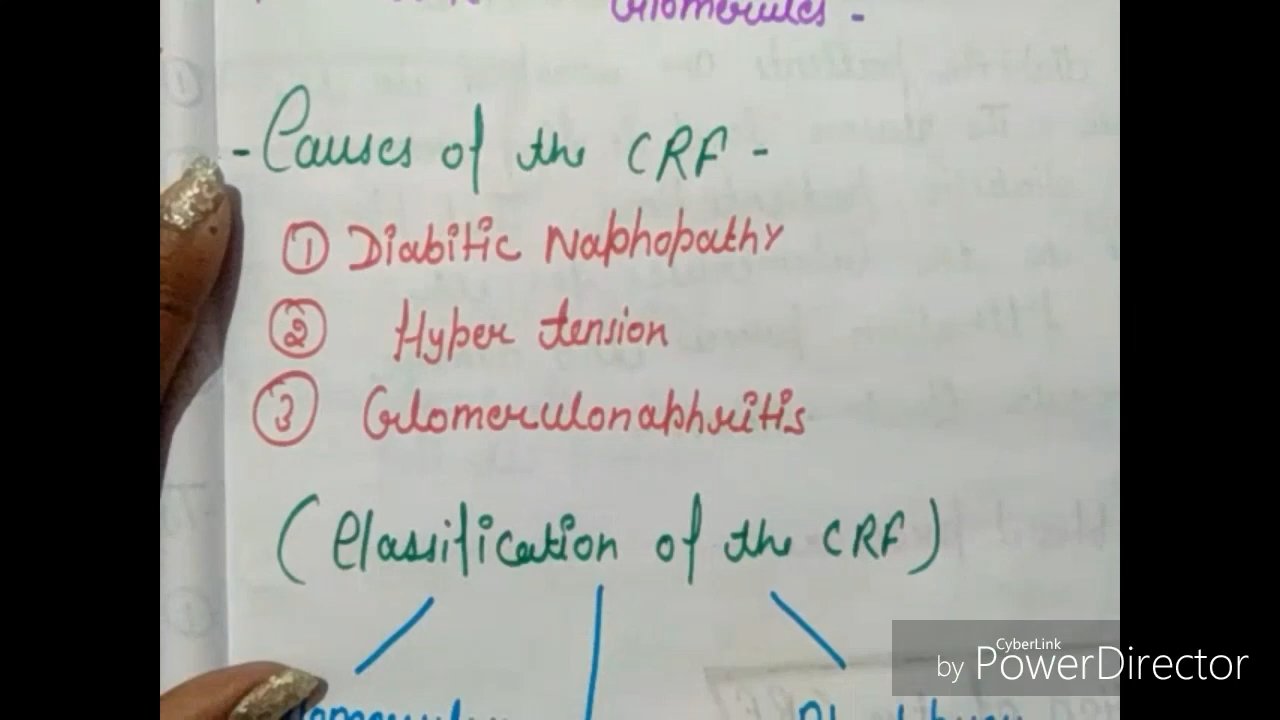 Glomerules -
- Causes of the CRF -
① Diabitic Naphopathy
② Hyper tension
③ Glomerulonaphritis
(Classification of the CRF)
CyberLink
by PowerDirector